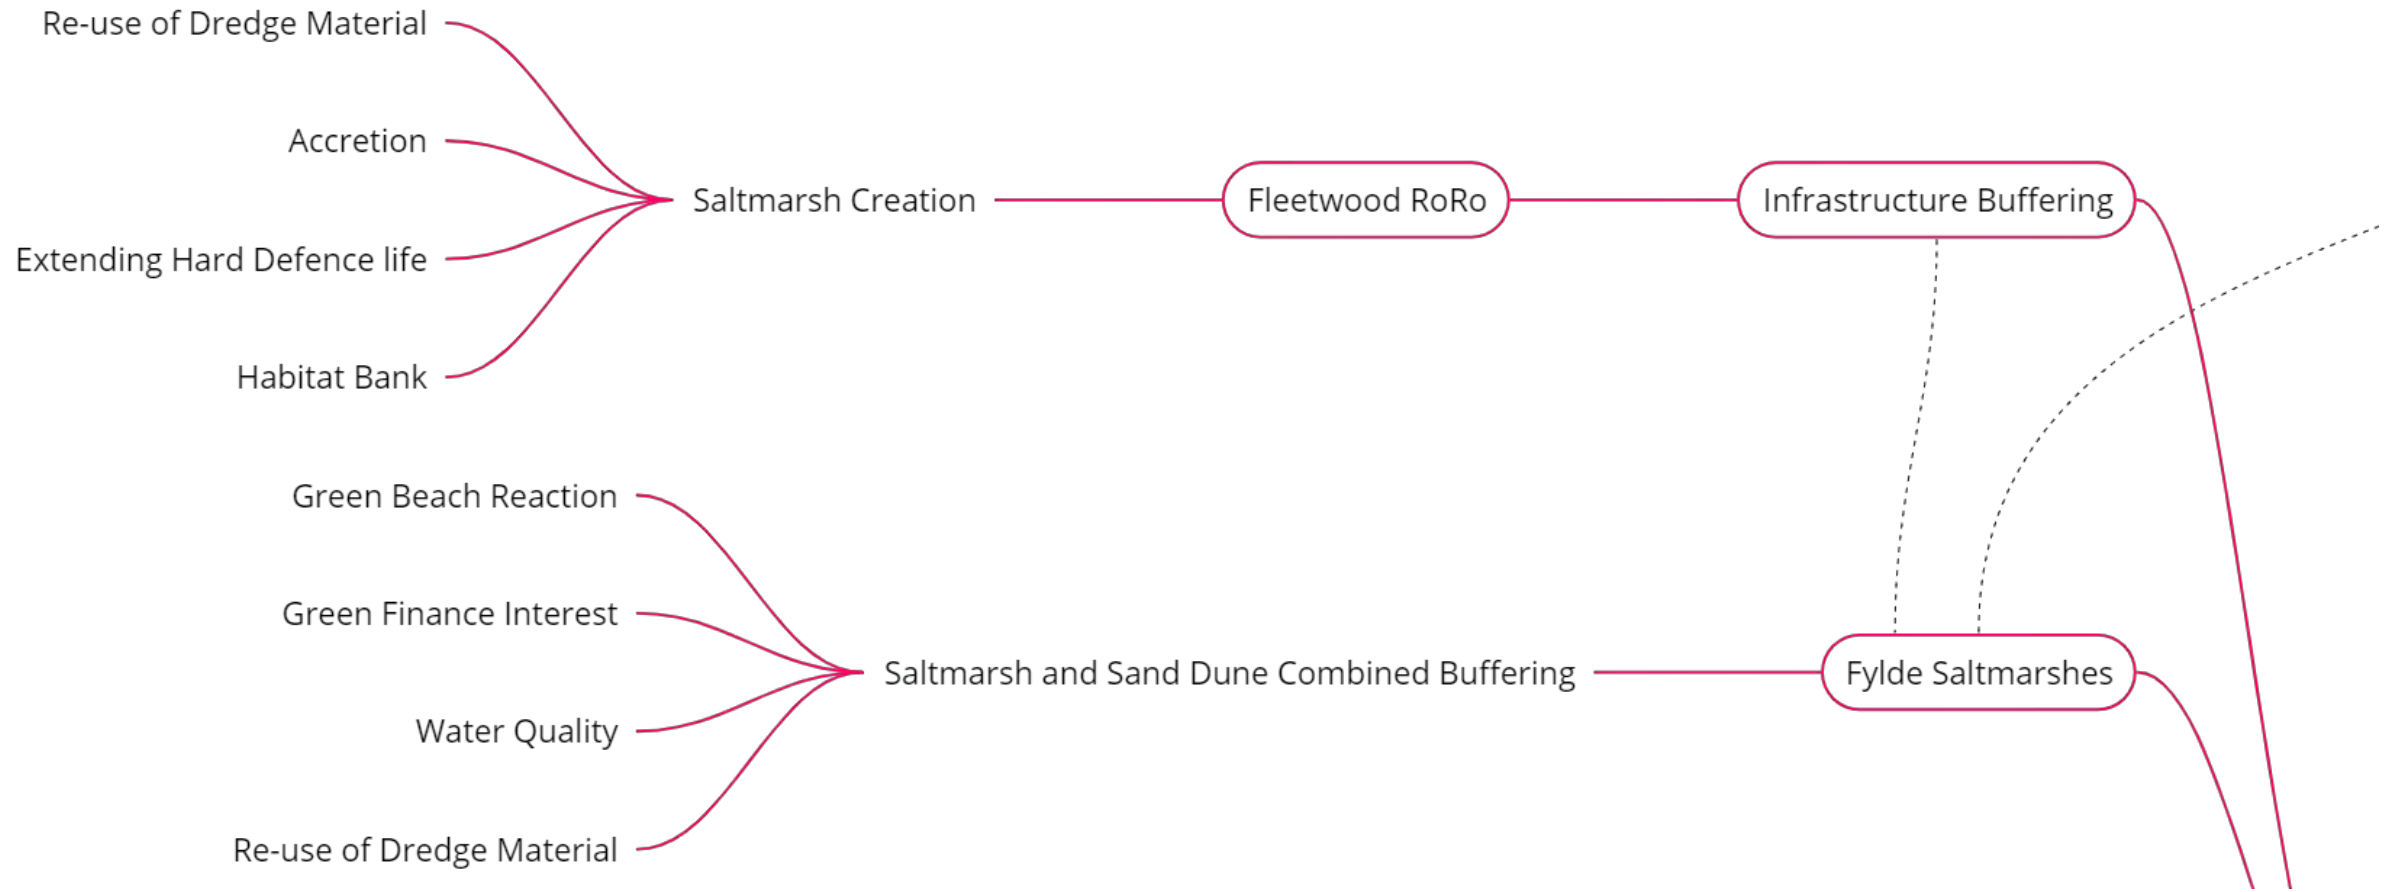 Re-use of Dredge Material
Accretion
Saltmarsh Creation
Fleetwood RoRo
Infrastructure Buffering
Extending Hard Defence life
Habitat Bank
Green Beach Reaction
Green Finance Interest
Saltmarsh and Sand Dune Combined Buffering
Fylde Saltmarshes
Water Quality
Re-use of Dredge Material